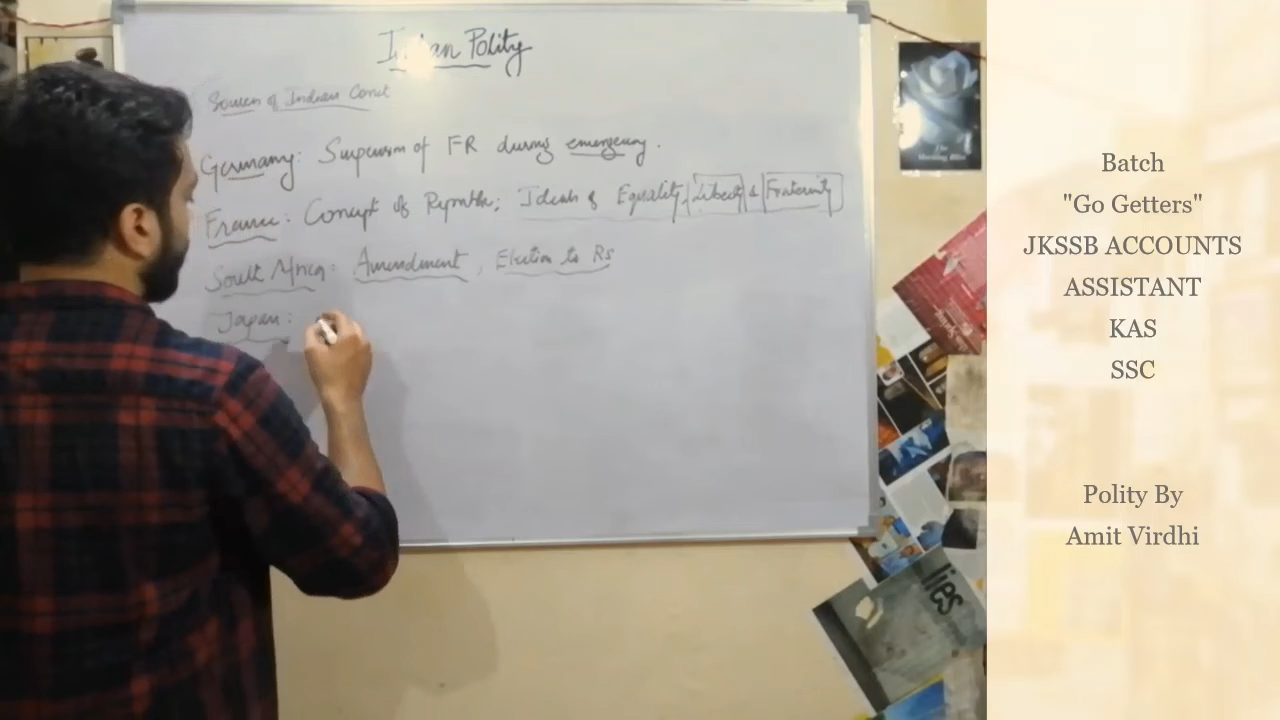 Indian Polity
Sources of Indian Const
Germany: Suspension of FR during emergency.
France: Concept of Republic; Ideals of Equality, Liberty & Fraternity
South Africa: Amendment, Election to RS
Japan:
lies
Batch
"Go Getters"
JKSSB ACCOUNTS
ASSISTANT
KAS
SSC
Polity By
Amit Virdhi